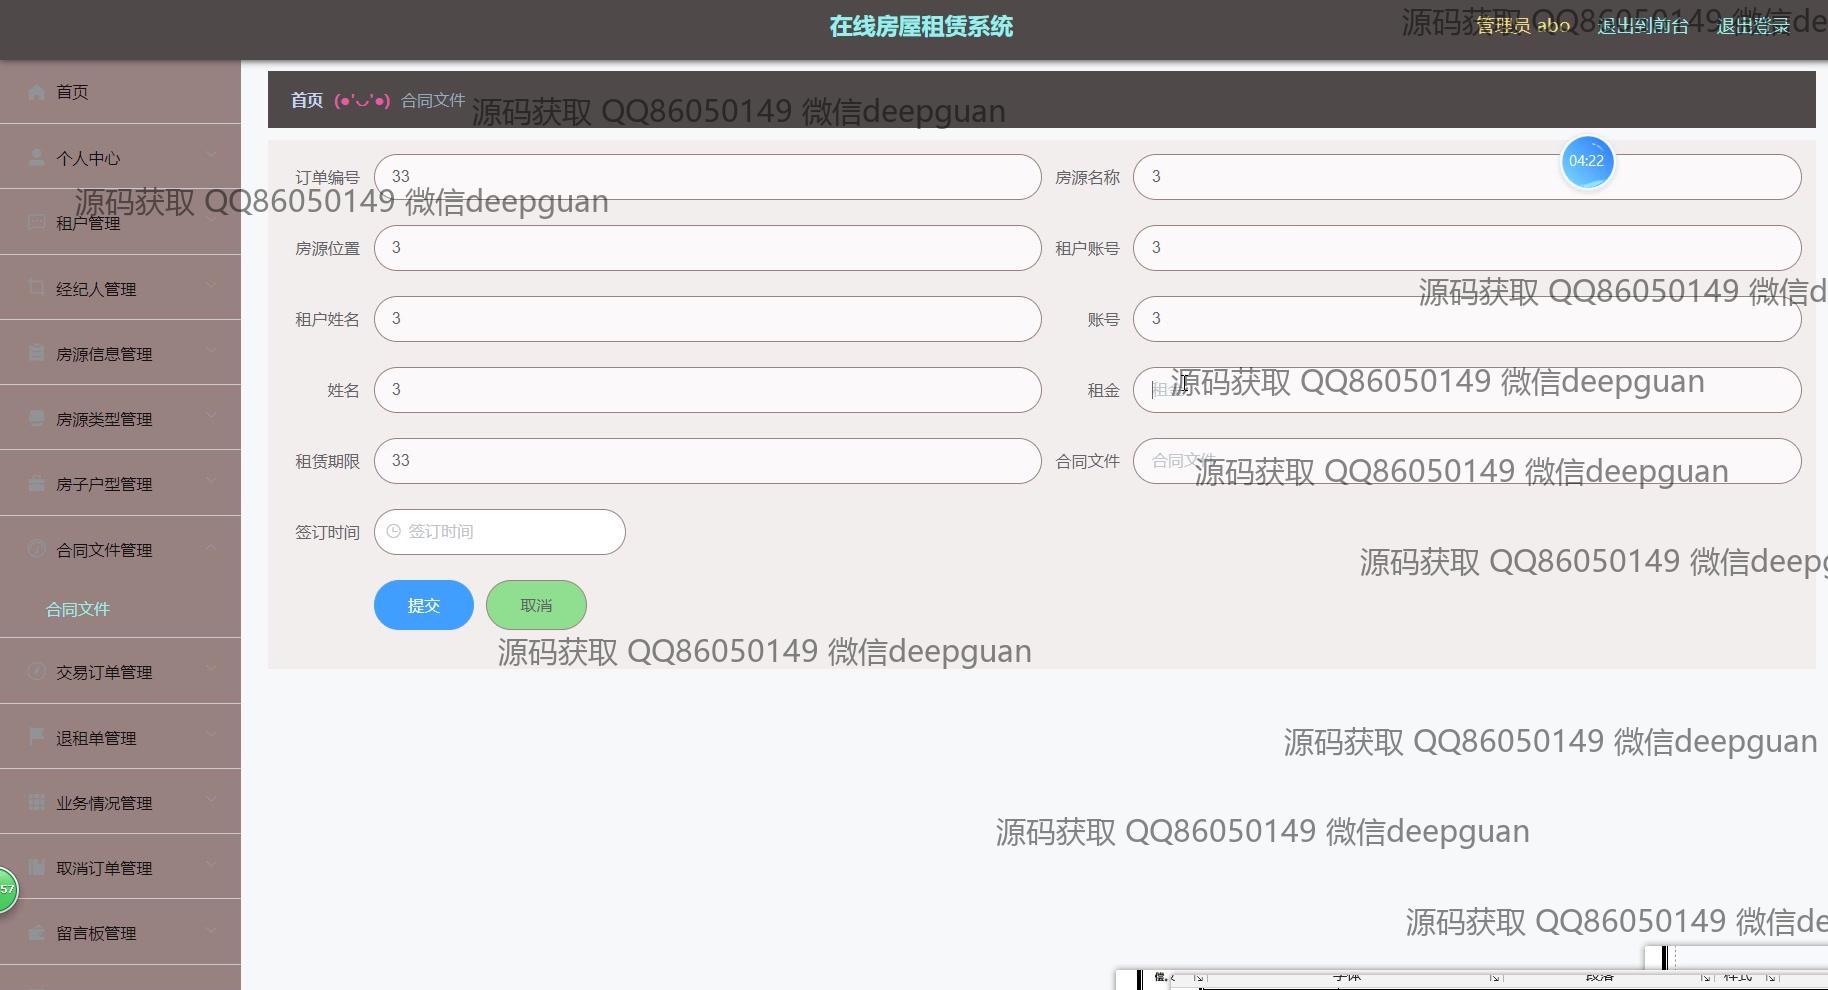 在线房屋租赁系统
管理员 abo
退出到前台
退出登录
源码获取 QQ86050149 微信de
首页
首页 (●'◡'●) 合同文件
源码获取 QQ86050149 微信deepguan
个人中心
订单编号 33
房源名称 3
04:22
源码获取 QQ86050149 微信deepguan
租户管理
房源位置 3
租户账号 3
经纪人管理
源码获取 QQ86050149 微信d
租户姓名 3
账号 3
房源信息管理
姓名 3
租金 租金
源码获取 QQ86050149 微信deepguan
房源类型管理
租赁期限 33
合同文件 合同文件
源码获取 QQ86050149 微信deepguan
房子户型管理
签订时间 签订时间
合同文件管理
源码获取 QQ86050149 微信deepg
合同文件
提交
取消
源码获取 QQ86050149 微信deepguan
交易订单管理
退租单管理
源码获取 QQ86050149 微信deepguan
业务情况管理
源码获取 QQ86050149 微信deepguan
取消订单管理
57
留言板管理
源码获取 QQ86050149 微信de
字体
段落
样式